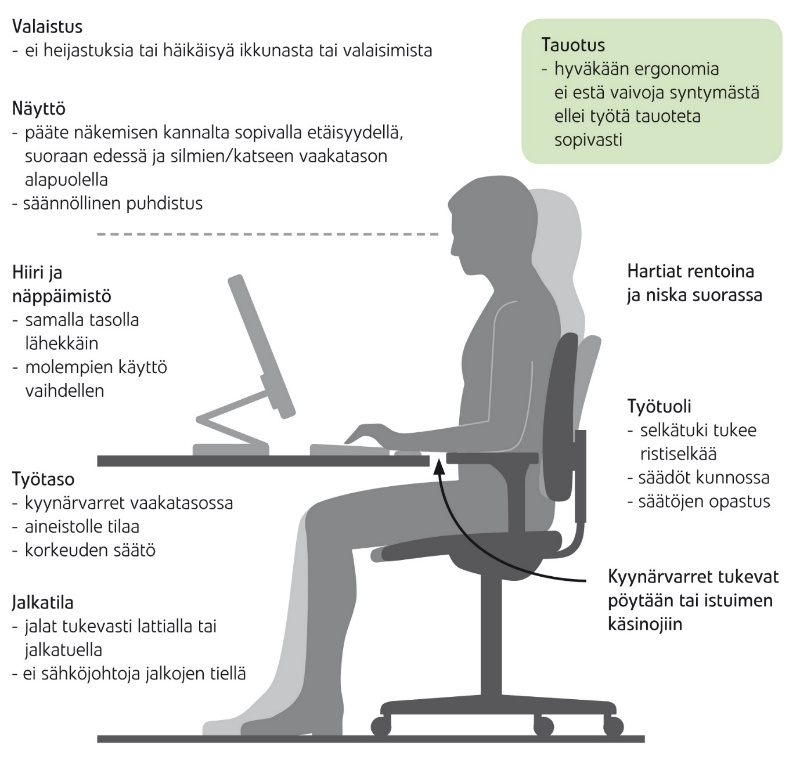 Valaistus
- ei heijastuksia tai häikäisyä ikkunasta tai valaisimista
Tauotus
- hyväkään ergonomia
ei estä vaivoja syntymästä
ellei työtä tauoteta
sopivasti
Näyttö
- pääte näkemisen kannalta sopivalla etäisyydellä,
suoraan edessä ja silmien/katseen vaakatason
alapuolella
- säännöllinen puhdistus
Hiiri ja
näppäimistö
- samalla tasolla
lähekkäin
- molempien käyttö
vaihdellen
Hartiat rentoina
ja niska suorassa
Työtuoli
- selkätuki tukee
ristiselkää
- säädöt kunnossa
- säätöjen opastus
Työtaso
- kyynärvarret vaakatasossa
- aineistolle tilaa
- korkeuden säätö
Kyynärvarret tukevat
pöytään tai istuimen
käsinojiin
Jalkatila
- jalat tukevasti lattialla tai
jalkatuella
- ei sähköjohtoja jalkojen tiellä